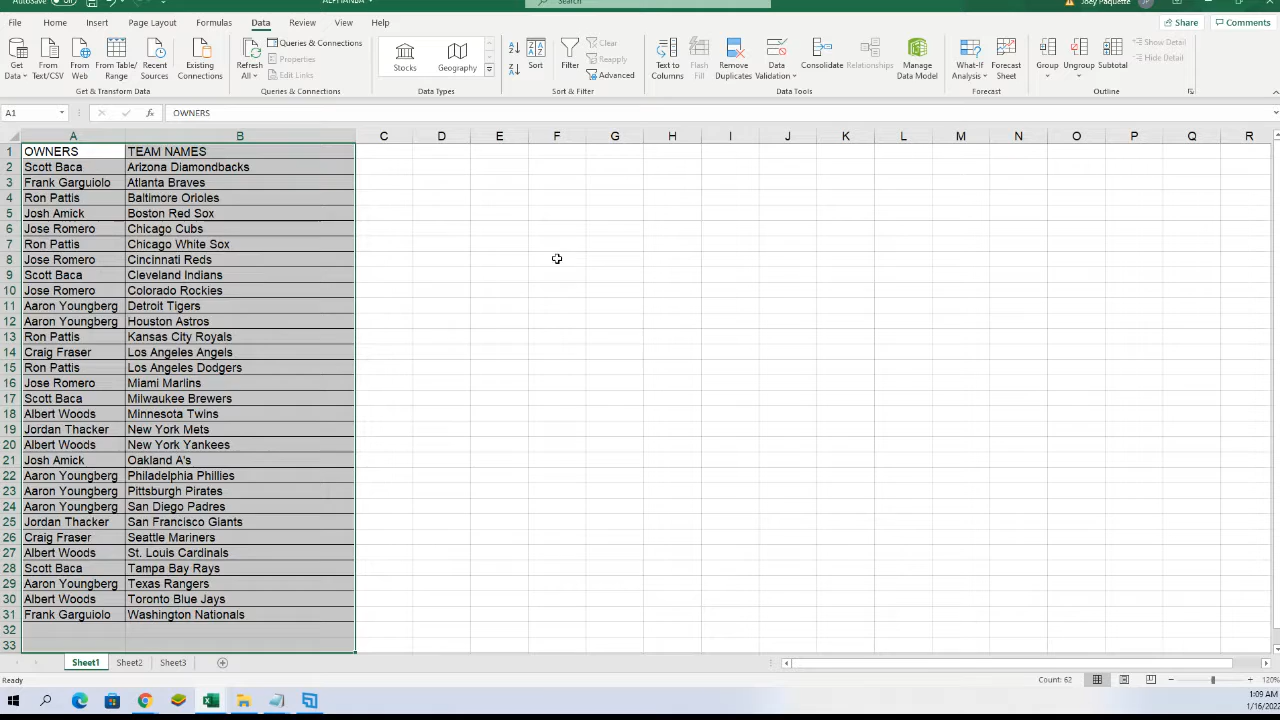 AutoSave Off
ALPHANBA
Search
Joey Paquette JP
File Home Insert Page Layout Formulas Data Review View Help
Share Comments
Get Data From Text/CSV From Web From Table/ Range Recent Sources Existing Connections
Get & Transform Data
Refresh All Queries & Connections Properties Edit Links
Queries & Connections
Stocks Geography
Data Types
Sort Filter Clear Reapply Advanced
Sort & Filter
Text to Columns Flash Fill Remove Duplicates Data Validation Consolidate Relationships Manage Data Model
Data Tools
What-If Analysis Forecast Sheet
Forecast
Group Ungroup Subtotal Show Detail Hide Detail
Outline
A1 fx OWNERS
A B C D E F G H I J K L M N O P Q R
1 OWNERS TEAM NAMES
2 Scott Baca Arizona Diamondbacks
3 Frank Garguiolo Atlanta Braves
4 Ron Pattis Baltimore Orioles
5 Josh Amick Boston Red Sox
6 Jose Romero Chicago Cubs
7 Ron Pattis Chicago White Sox
8 Jose Romero Cincinnati Reds
9 Scott Baca Cleveland Indians
10 Jose Romero Colorado Rockies
11 Aaron Youngberg Detroit Tigers
12 Aaron Youngberg Houston Astros
13 Ron Pattis Kansas City Royals
14 Craig Fraser Los Angeles Angels
15 Ron Pattis Los Angeles Dodgers
16 Jose Romero Miami Marlins
17 Scott Baca Milwaukee Brewers
18 Albert Woods Minnesota Twins
19 Jordan Thacker New York Mets
20 Albert Woods New York Yankees
21 Josh Amick Oakland A's
22 Aaron Youngberg Philadelphia Phillies
23 Aaron Youngberg Pittsburgh Pirates
24 Aaron Youngberg San Diego Padres
25 Jordan Thacker San Francisco Giants
26 Craig Fraser Seattle Mariners
27 Albert Woods St. Louis Cardinals
28 Scott Baca Tampa Bay Rays
29 Aaron Youngberg Texas Rangers
30 Albert Woods Toronto Blue Jays
31 Frank Garguiolo Washington Nationals
32
33
Sheet1 Sheet2 Sheet3
Ready Count: 62 120%
1:09 AM
1/16/2022